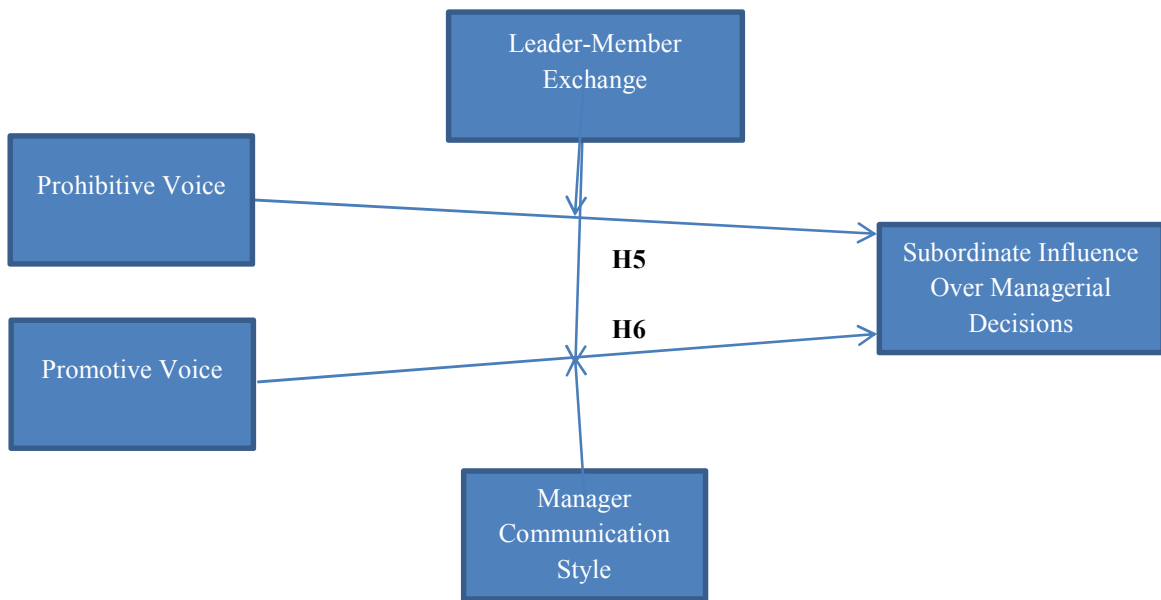 Leader-Member
Exchange
Prohibitive Voice
H5
Subordinate Influence
Over Managerial
Decisions
H6
Promotive Voice
Manager
Communication
Style